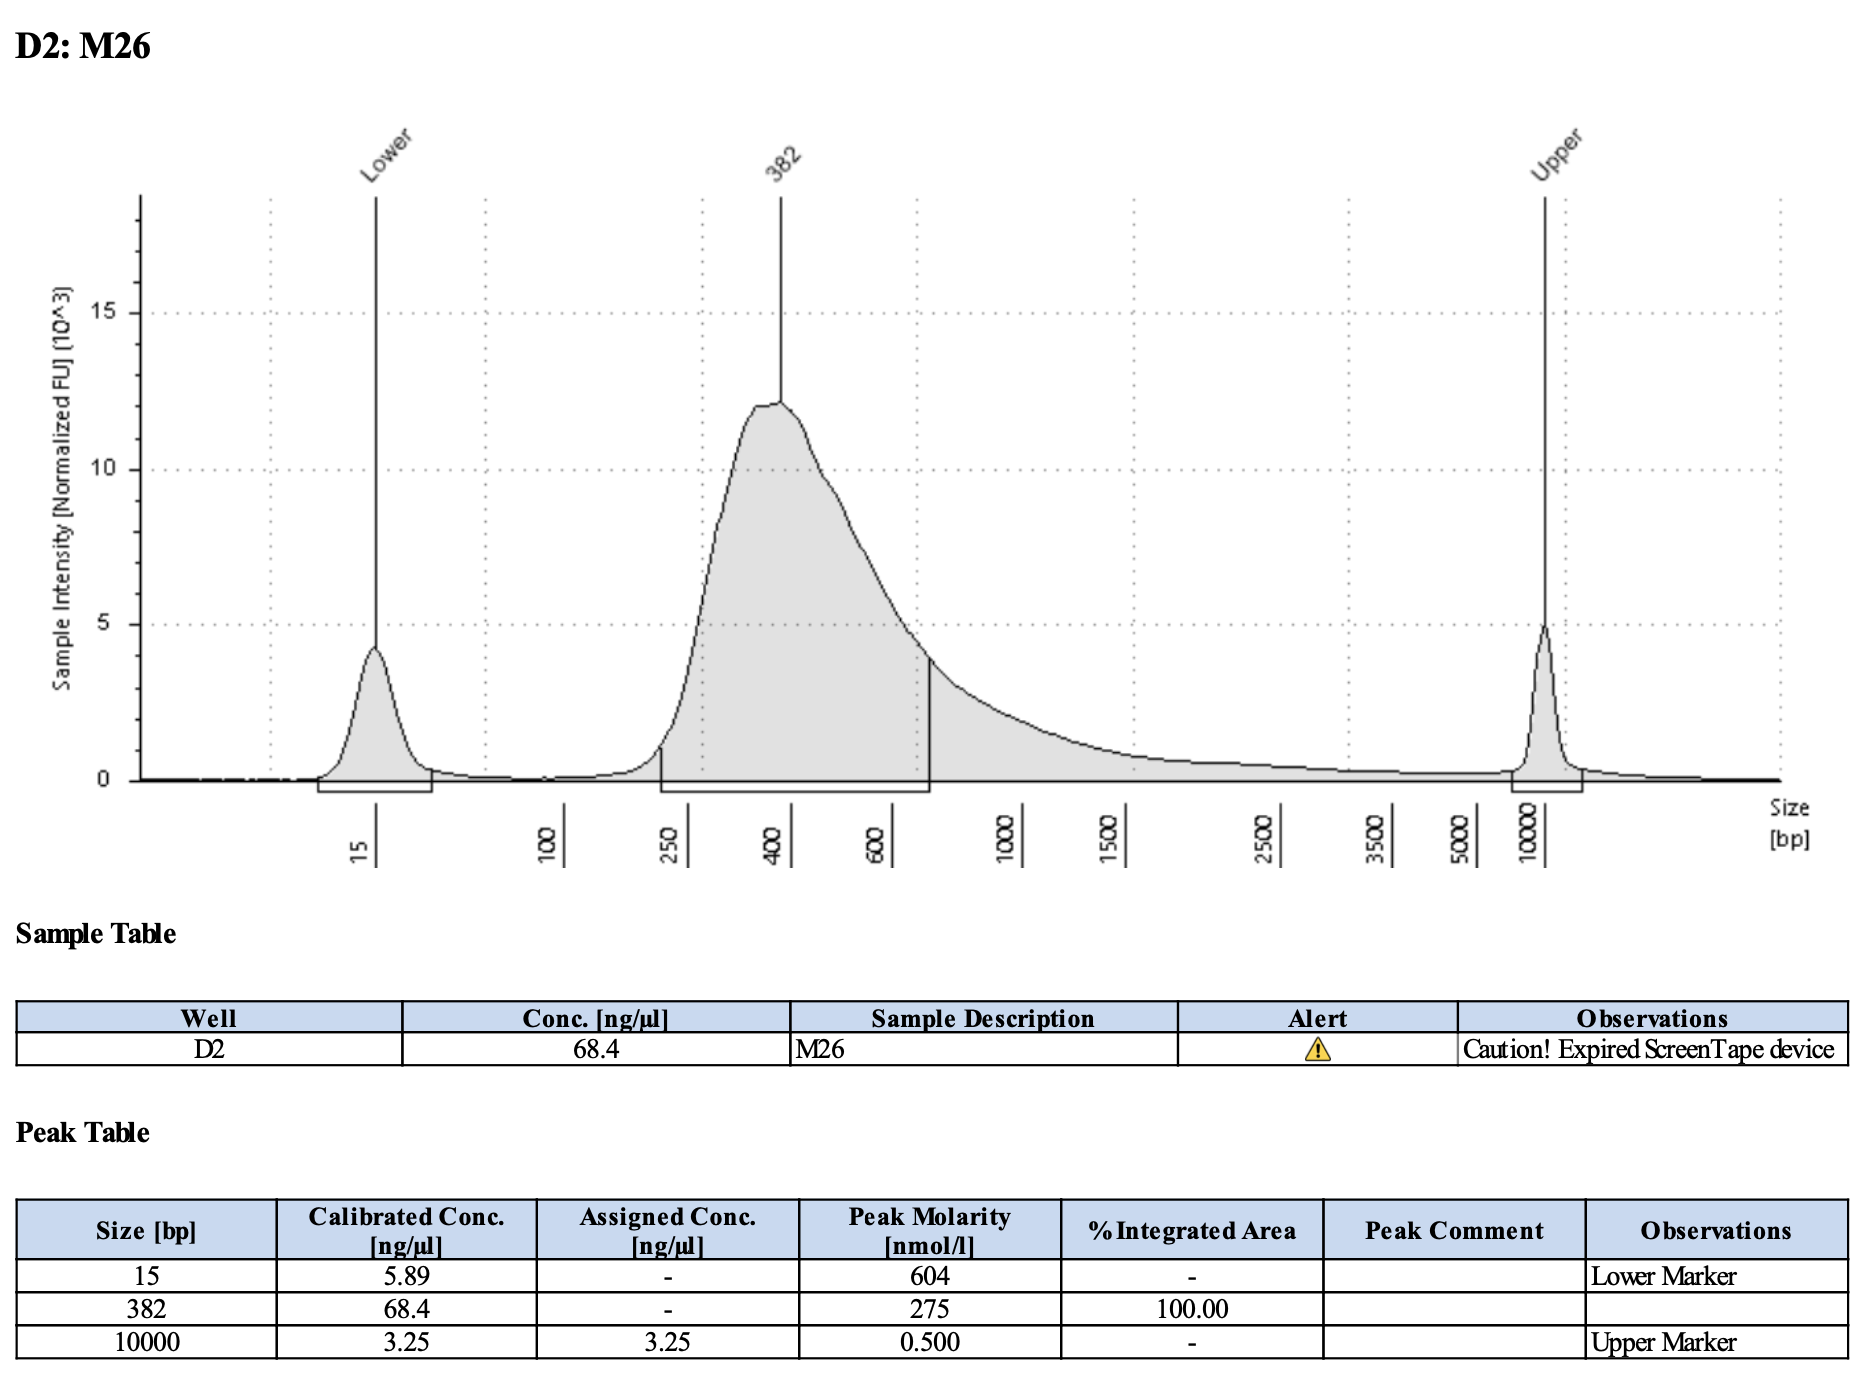 D2: M26
Lower
382
Upper
Sample Intensity [Normalized FU] (10^3)
15
10
5
0
15
100
250
400
600
1000
1500
2500
3500
5000
10000
Size
[bp]
Sample Table
Well Conc. [ng/µl] Sample Description Alert Observations
D2 68.4 M26 Caution! Expired ScreenTape device
Peak Table
Size [bp] Calibrated Conc. [ng/µl] Assigned Conc. [ng/µl] Peak Molarity [nmol/l] % Integrated Area Peak Comment Observations
15 5.89 - 604 - Lower Marker
382 68.4 - 275 100.00
10000 3.25 3.25 0.500 - Upper Marker